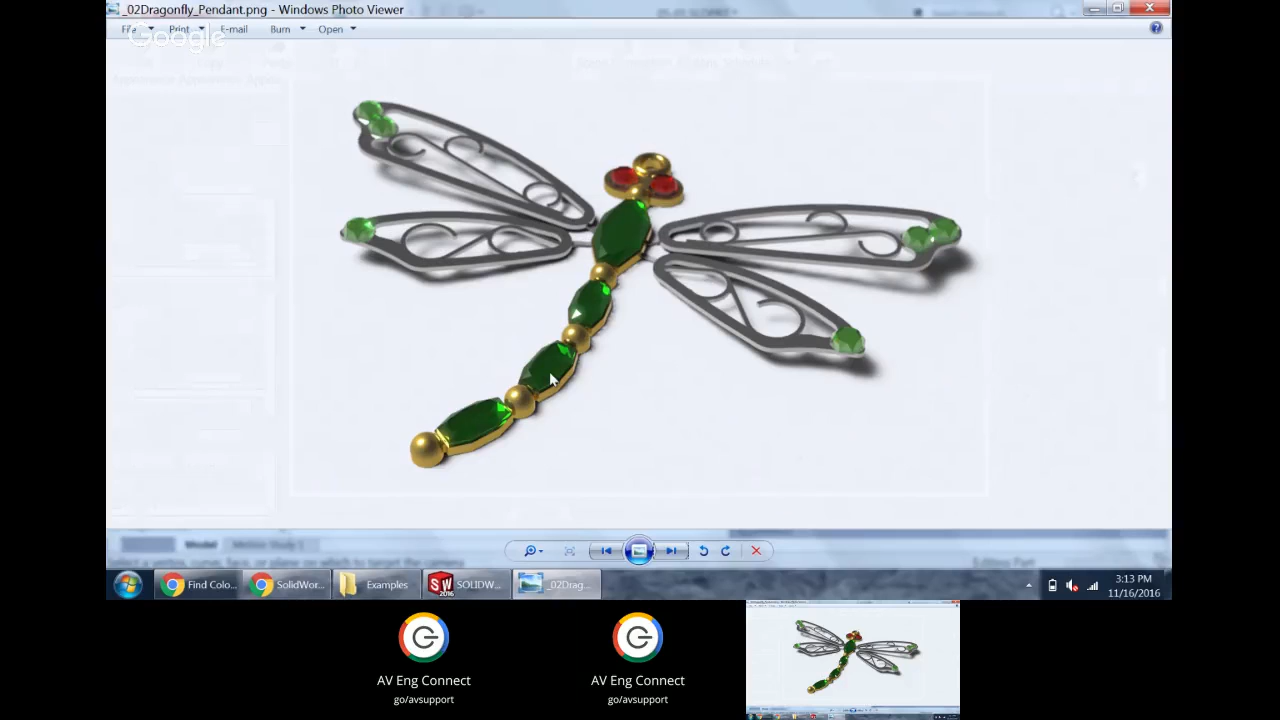 _02Dragonfly_Pendant.png - Windows Photo Viewer
File Print E-mail Burn Open
Google
Find Colo...
SolidWor...
Examples
SOLIDW...
_02Drag...
3:13 PM
11/16/2016
AV Eng Connect
go/avsupport
AV Eng Connect
go/avsupport